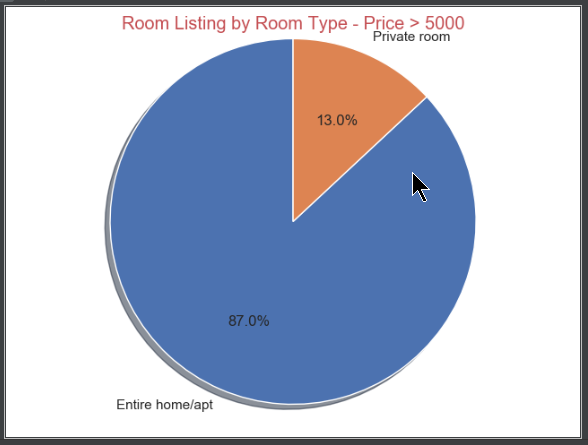 Room Listing by Room Type - Price > 5000
Private room
13.0%
87.0%
Entire home/apt